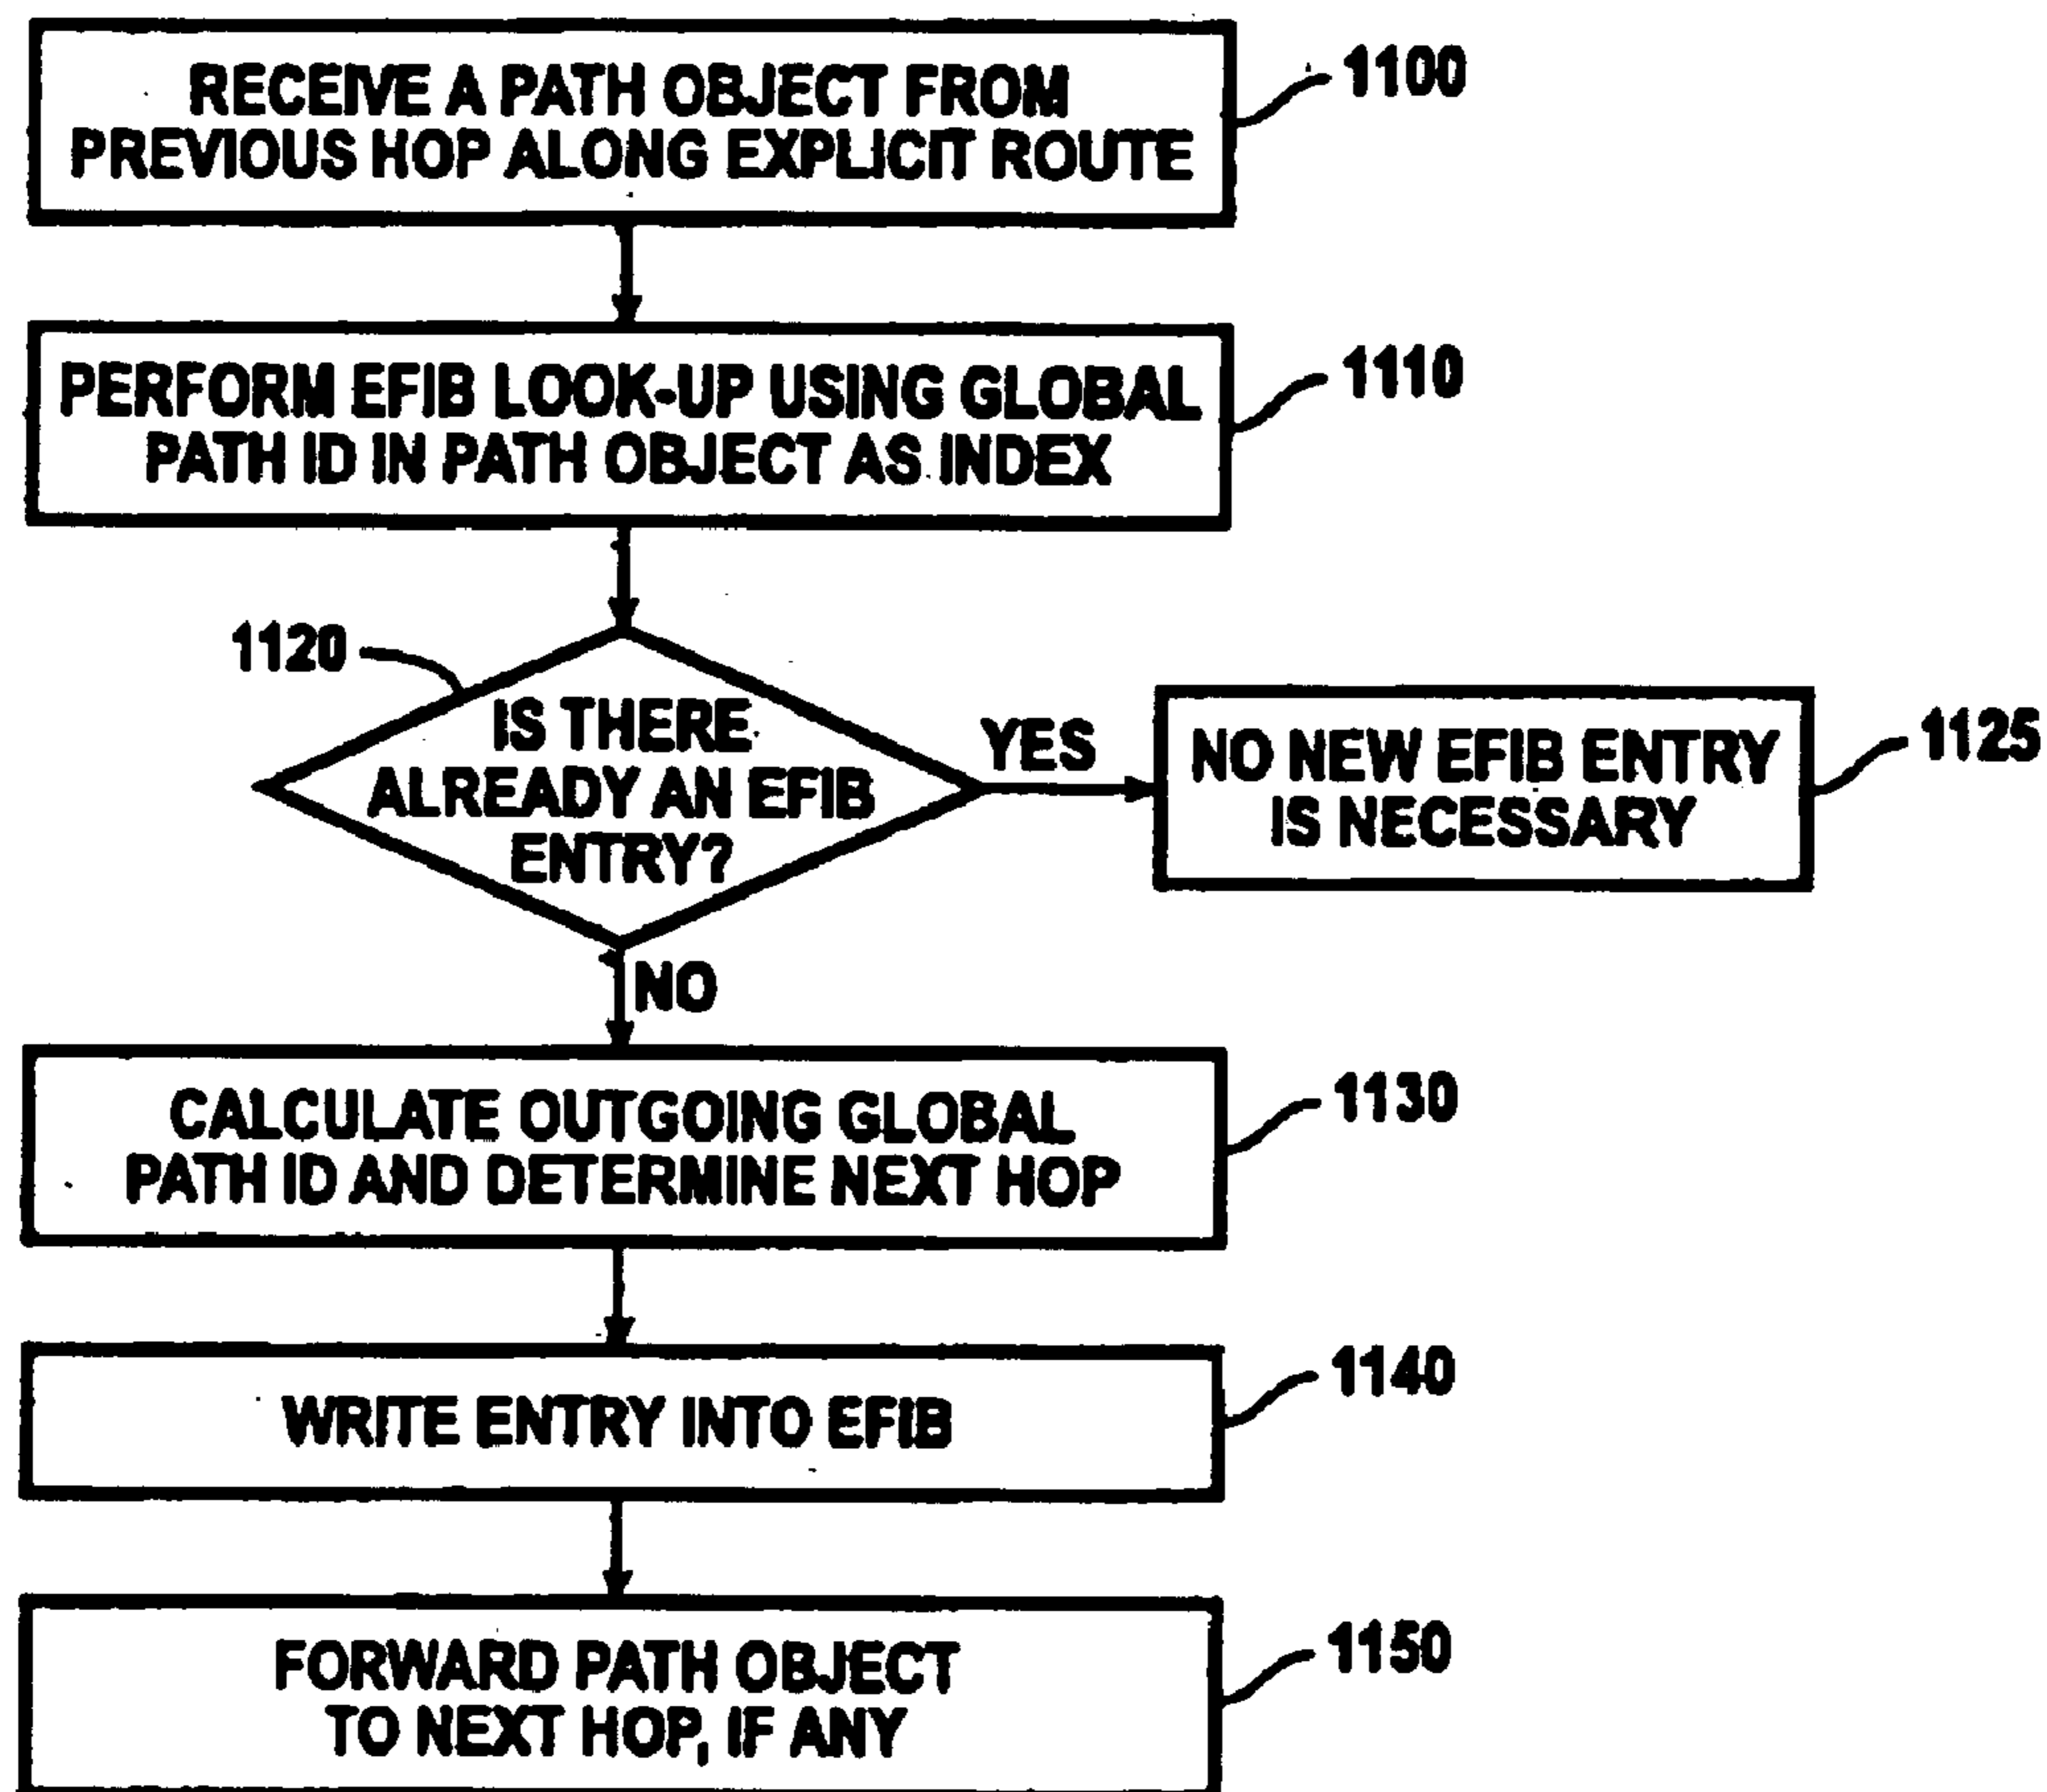 RECEIVE A PATH OBJECT FROM
PREVIOUS HOP ALONG EXPLICIT ROUTE
1100
PERFORM EFIB LOOK-UP USING GLOBAL
PATH ID IN PATH OBJECT AS INDEX
1110
1120
IS THERE
ALREADY AN EFIB
ENTRY?
YES
NO NEW EFIB ENTRY
IS NECESSARY
1125
NO
CALCULATE OUTGOING GLOBAL
PATH ID AND DETERMINE NEXT HOP
1130
WRITE ENTRY INTO EFIB
1140
FORWARD PATH OBJECT
TO NEXT HOP, IF ANY
1150